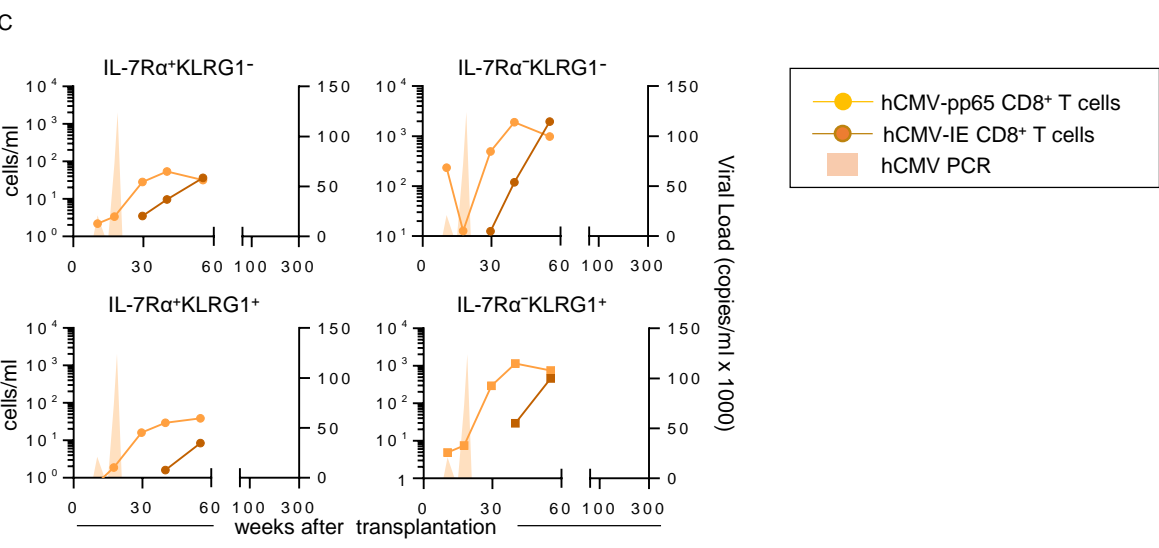 C
IL-7Rα⁺KLRG1⁻
IL-7Rα⁻KLRG1⁻
10⁴
10³
10²
10¹
10⁰
cells/ml
150
100
50
0
0 30 60 100 300
10⁴
10³
10²
10¹
150
100
50
0
0 30 60 100 300
hCMV-pp65 CD8⁺ T cells
hCMV-IE CD8⁺ T cells
hCMV PCR
Viral Load (copies/ml x 1000)
IL-7Rα⁺KLRG1⁺
IL-7Rα⁻KLRG1⁺
10⁴
10³
10²
10¹
10⁰
cells/ml
150
100
50
0
0 30 60 100 300
10⁴
10³
10²
10¹
1
150
100
50
0
0 30 60 100 300
weeks after transplantation